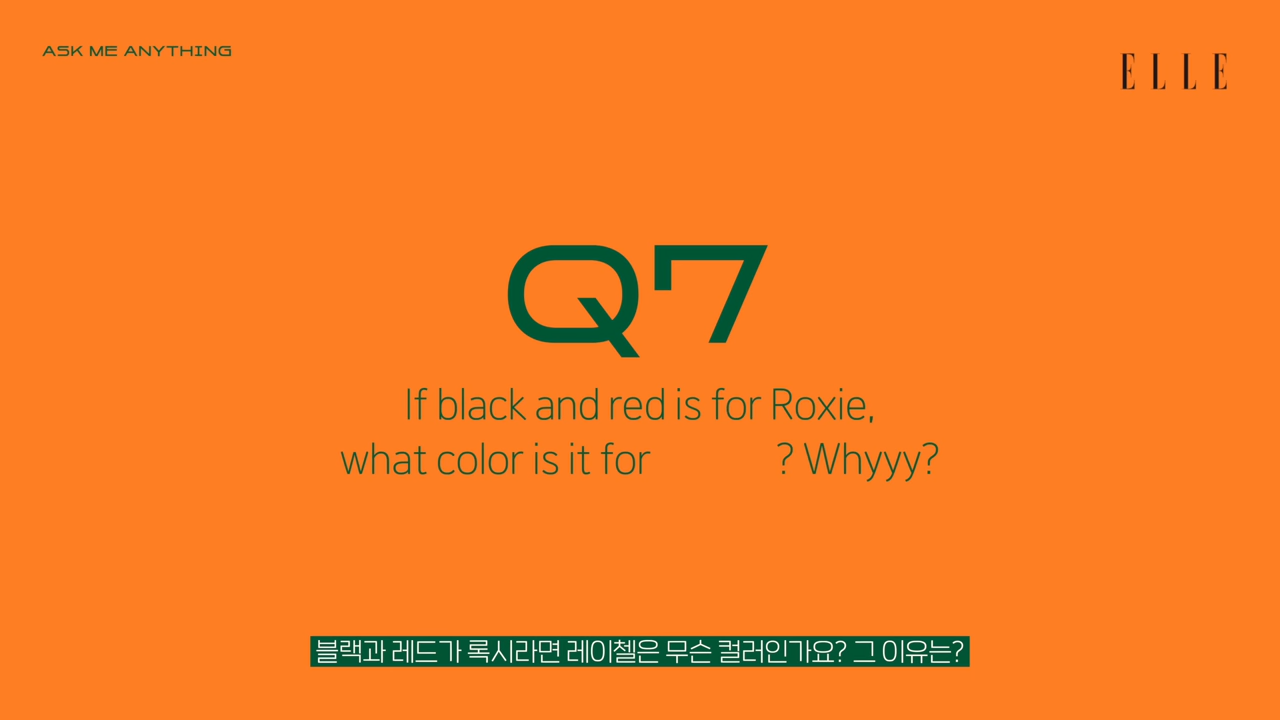 ASK ME ANYTHING
ELLE
Q7
If black and red is for Roxie,
what color is it for ? Whyyy?
블랙과 레드가 록시라면 레이첼은 무슨 컬러인가요? 그 이유는?